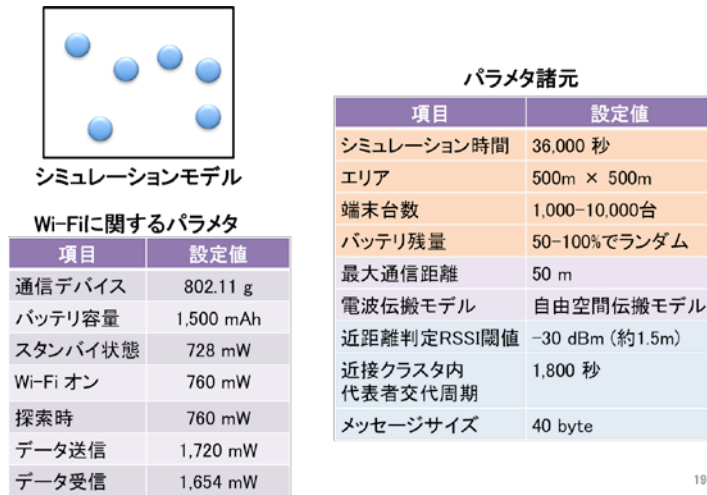 シミュレーションモデル
Wi-Fiに関するパラメタ
項目 設定値
通信デバイス 802.11 g
バッテリ容量 1,500 mAh
スタンバイ状態 728 mW
Wi-Fi オン 760 mW
探索時 760 mW
データ送信 1,720 mW
データ受信 1,654 mW
パラメタ諸元
項目 設定値
シミュレーション時間 36,000 秒
エリア 500m × 500m
端末台数 1,000-10,000台
バッテリ残量 50-100%でランダム
最大通信距離 50 m
電波伝搬モデル 自由空間伝搬モデル
近距離判定RSSI閾値 -30 dBm (約1.5m)
近接クラスタ内 1,800 秒
代表者交代周期
メッセージサイズ 40 byte
19